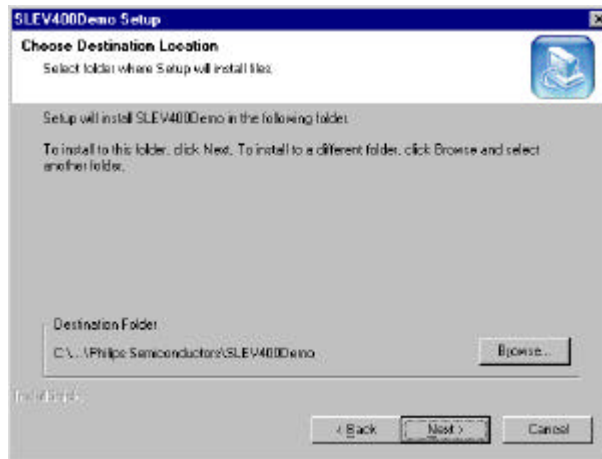 SLEV400Demo Setup
Choose Destination Location
Select folder where Setup will install files.
Setup will install SLEV400Demo in the following folder.
To install to this folder, click Next. To install to a different folder, click Browse and select
another folder.
Destination Folder
C:\...\Philips Semiconductors\SLEV400Demo
Browse...
InstallShield
< Back
Next >
Cancel